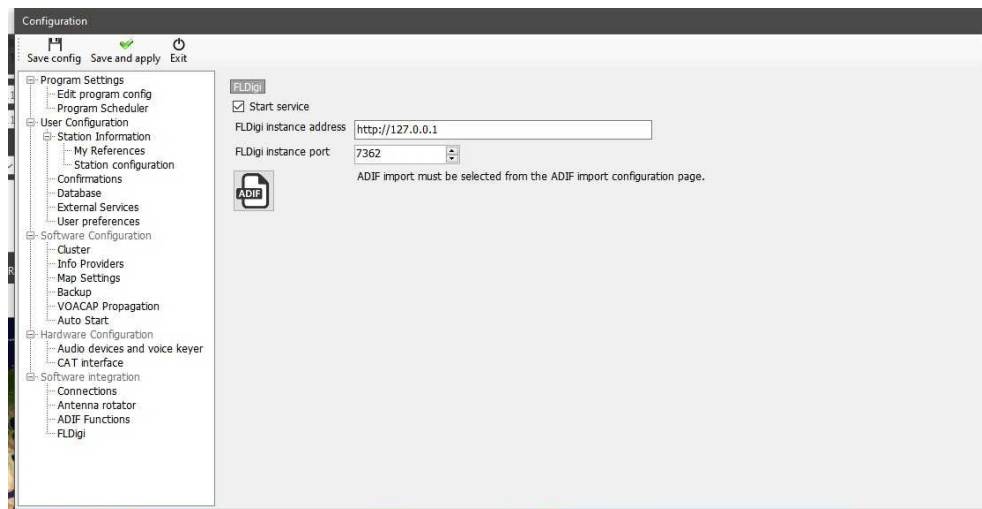 Configuration
Save config Save and apply Exit
Program Settings
Edit program config
Program Scheduler
User Configuration
Station Information
My References
Station configuration
Confirmations
Database
External Services
User preferences
Software Configuration
Cluster
Info Providers
Map Settings
Backup
VOACAP Propagation
Auto Start
Hardware Configuration
Audio devices and voice keyer
CAT interface
Software integration
Connections
Antenna rotator
ADIF Functions
FLDigi
FLDigi
Start service
FLDigi instance address http://127.0.0.1
FLDigi instance port 7362
ADIF import must be selected from the ADIF import configuration page.
ADIF